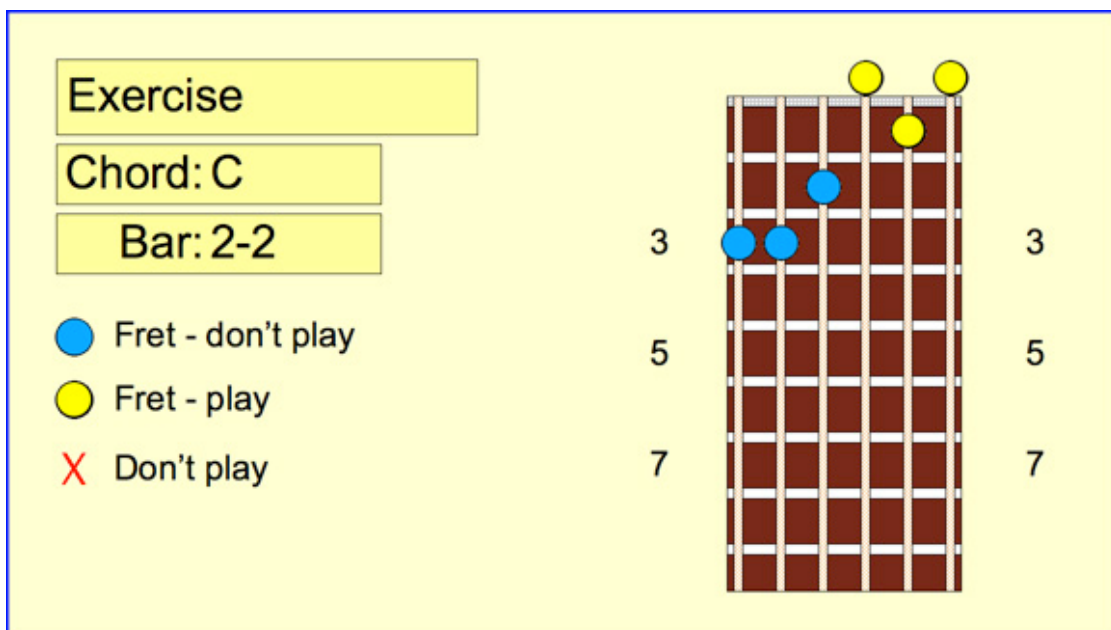 Exercise
Chord: C
Bar: 2-2
Fret - don’t play
Fret - play
X Don’t play
3 3
5 5
7 7